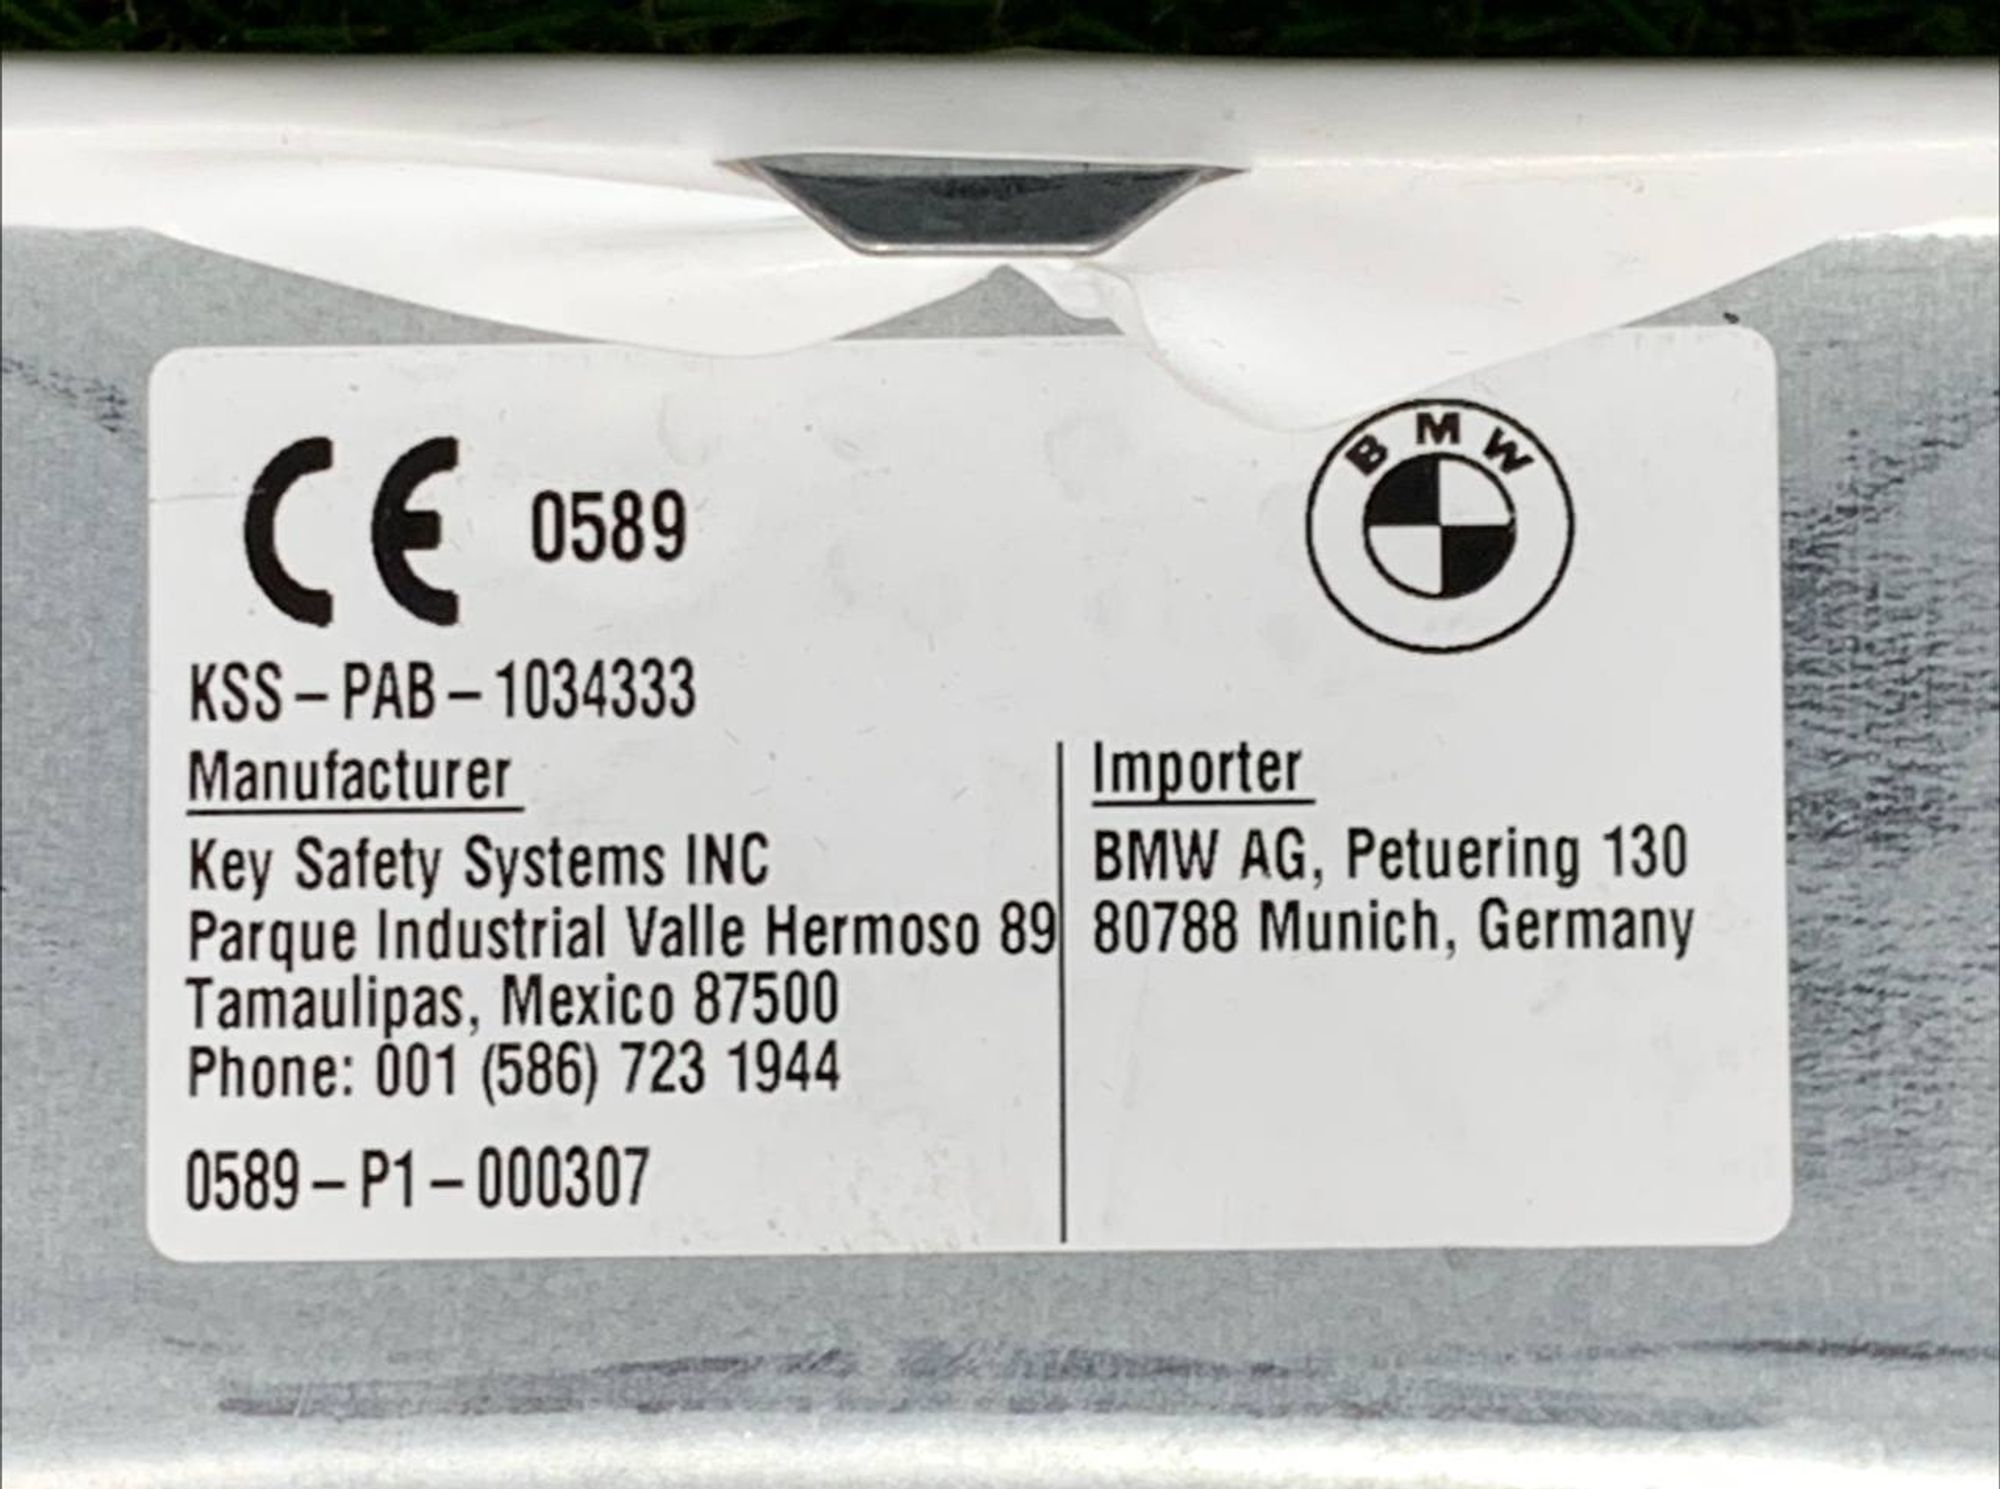 CE 0589
BMW
KSS-PAB-1034333
Manufacturer
Key Safety Systems INC
Parque Industrial Valle Hermoso 89
Tamaulipas, Mexico 87500
Phone: 001 (586) 723 1944
0589-P1-000307
Importer
BMW AG, Petuering 130
80788 Munich, Germany